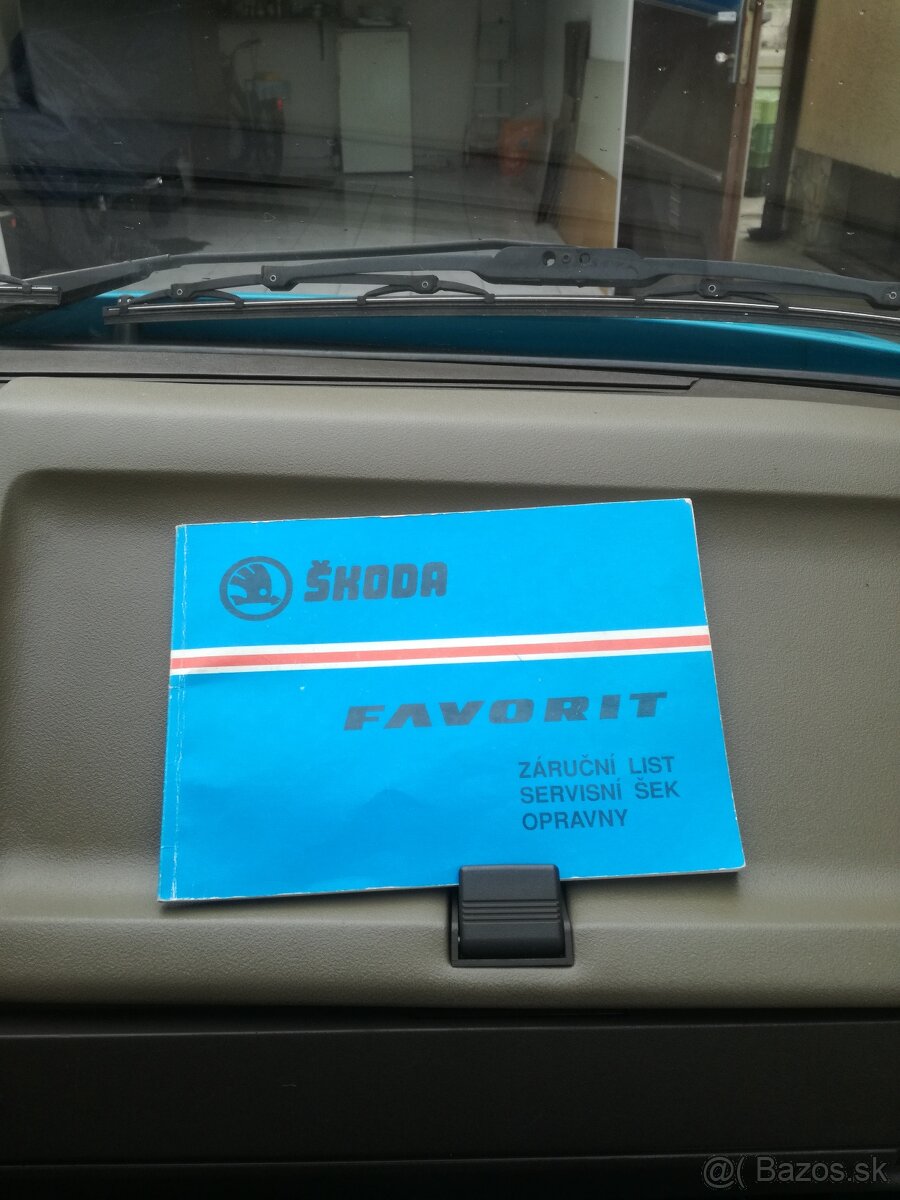 ŠKODA
FAVORIT
ZÁRUČNÍ LIST
SERVISNÍ ŠEK
OPRAVNY
@( Bazos.sk